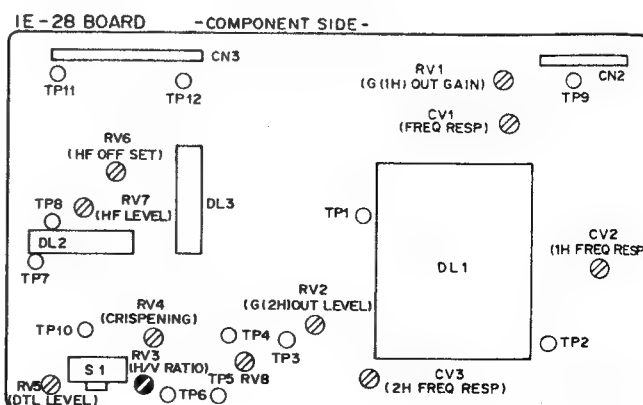 IE-28 BOARD -COMPONENT SIDE-
CN3
TP11
TP12
RV1
(G(1H) OUT GAIN)
CN2
TP9
CV1
(FREQ RESP)
RV6
(HF OFF SET)
RV7
(HF LEVEL)
TP8
DL3
DL2
TP7
TP1
DL1
CV2
(1H FREQ RESP)
RV2
(G(2H)OUT LEVEL)
RV4
(CRISPENING)
TP10
TP4
TP3
TP2
RV3
(H/V RATIO)
S1
RV5
(DTL LEVEL)
TP6
TP5
RV8
CV3
(2H FREQ RESP)